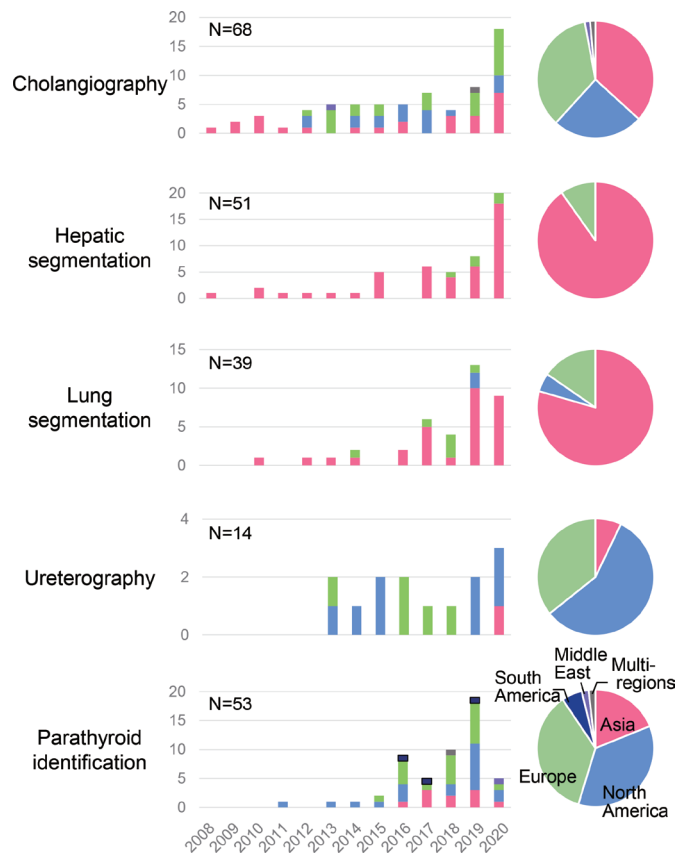 20
15
10
5
0
N=68
Cholangiography
20
15
10
5
0
N=51
Hepatic
segmentation
15
10
5
0
N=39
Lung
segmentation
4
2
0
N=14
Ureterography
20
15
10
5
0
N=53
Parathyroid
identification
2008
2009
2010
2011
2012
2013
2014
2015
2016
2017
2018
2019
2020
South
America
Middle
East
Multi-
regions
Asia
Europe
North
America